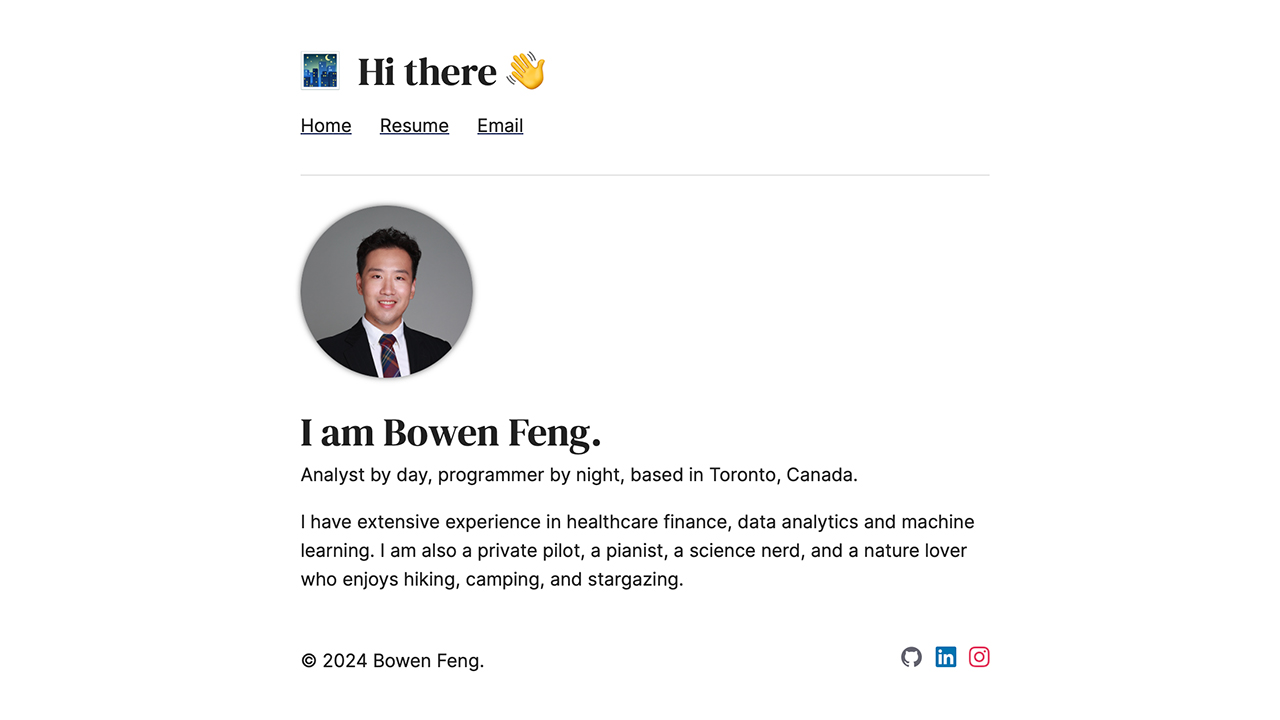 Hi there 👋
Home Resume Email
I am Bowen Feng.
Analyst by day, programmer by night, based in Toronto, Canada.
I have extensive experience in healthcare finance, data analytics and machine
learning. I am also a private pilot, a pianist, a science nerd, and a nature lover
who enjoys hiking, camping, and stargazing.
© 2024 Bowen Feng.